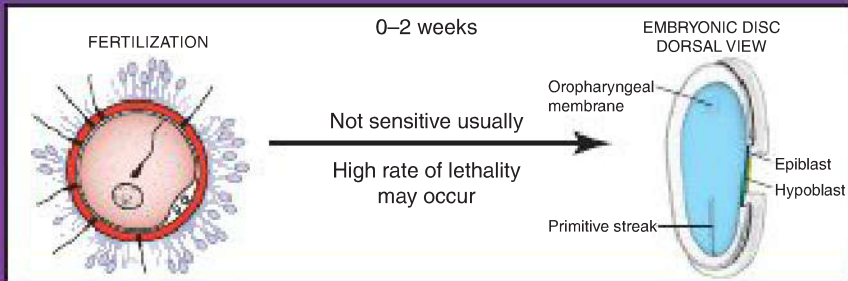 0–2 weeks
FERTILIZATION
EMBRYONIC DISC
DORSAL VIEW
Oropharyngeal
membrane
Not sensitive usually
High rate of lethality
may occur
Epiblast
Hypoblast
Primitive streak